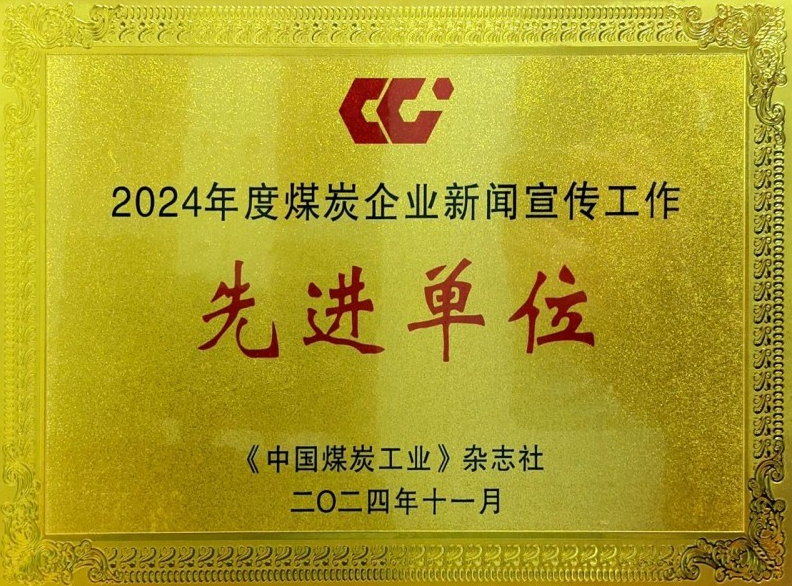 2024年度煤炭企业新闻宣传工作
先进单位
《中国煤炭工业》杂志社
二〇二四年十一月